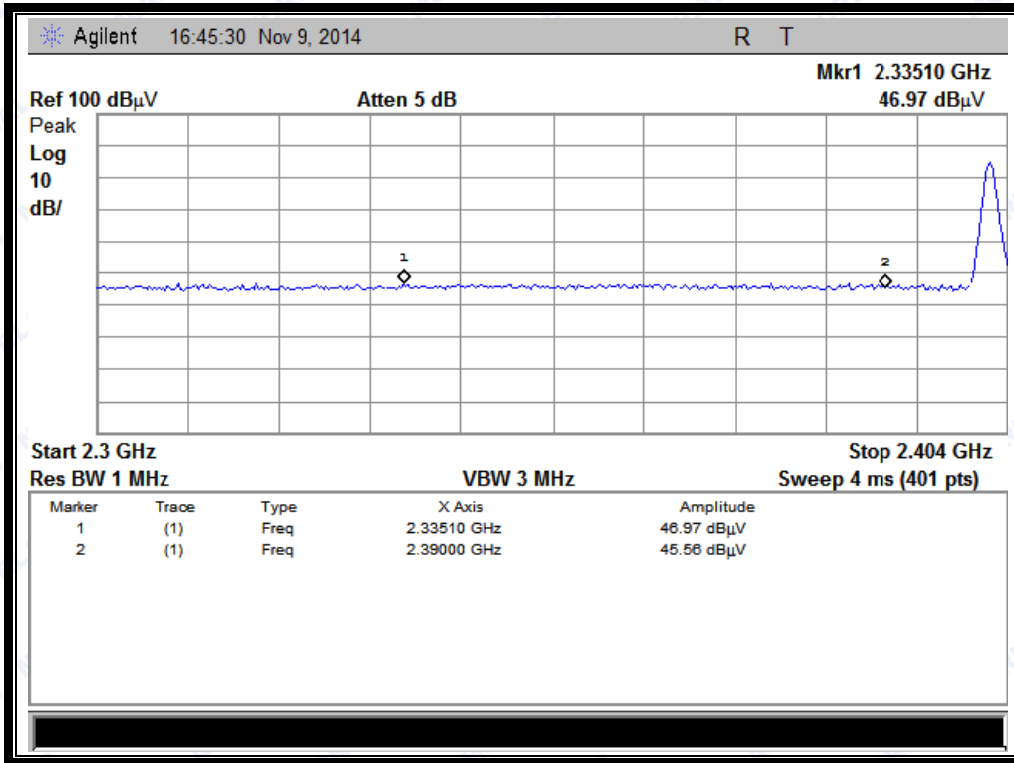 Agilent 16:45:30 Nov 9, 2014 R T
Mkr1 2.33510 GHz
Ref 100 dBµV Atten 5 dB 46.97 dBµV
Peak
Log
10
dB/
1
2
Start 2.3 GHz Stop 2.404 GHz
Res BW 1 MHz VBW 3 MHz Sweep 4 ms (401 pts)
Marker Trace Type X Axis Amplitude
1 (1) Freq 2.33510 GHz 46.97 dBµV
2 (1) Freq 2.39000 GHz 45.56 dBµV